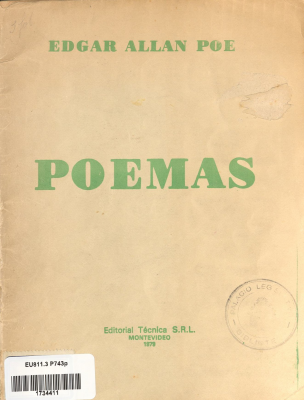 EDGAR ALLAN POE
POEMAS
Editorial Técnica S.R.L.
MONTEVIDEO
1979
EU811.3 P743p
1734411